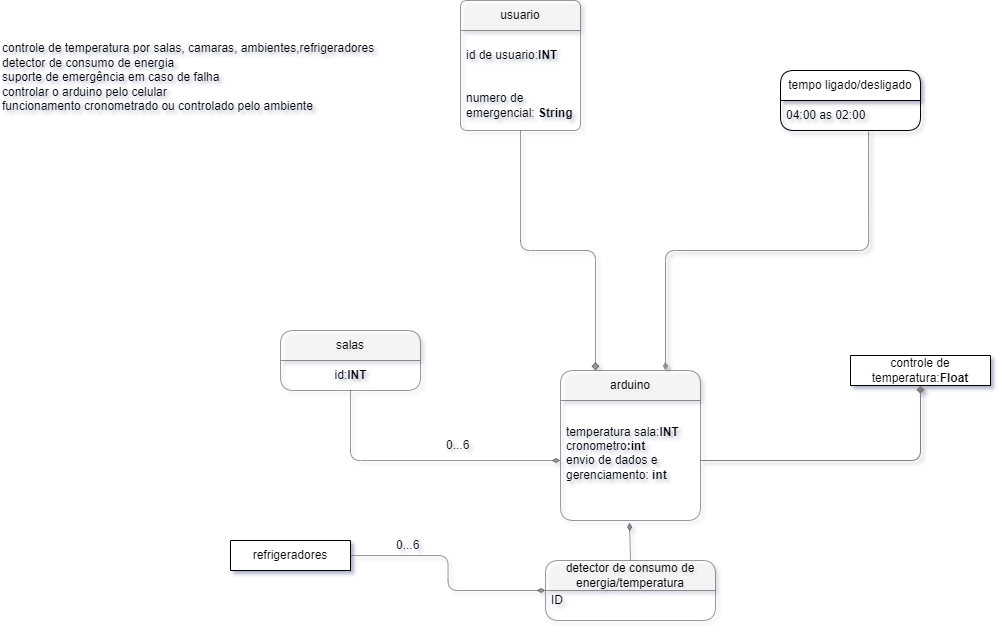 controle de temperatura por salas, camaras, ambientes,refrigeradores
detector de consumo de energia
suporte de emergência em caso de falha
controlar o arduino pelo celular
funcionamento cronometrado ou controlado pelo ambiente
usuario
id de usuario:INT
numero de
emergencial: String
tempo ligado/desligado
04:00 as 02:00
salas
id:INT
0...6
arduino
temperatura sala:INT
cronometro:int
envio de dados e
gerenciamento: int
controle de
temperatura:Float
refrigeradores
0...6
detector de consumo de
energia/temperatura
ID